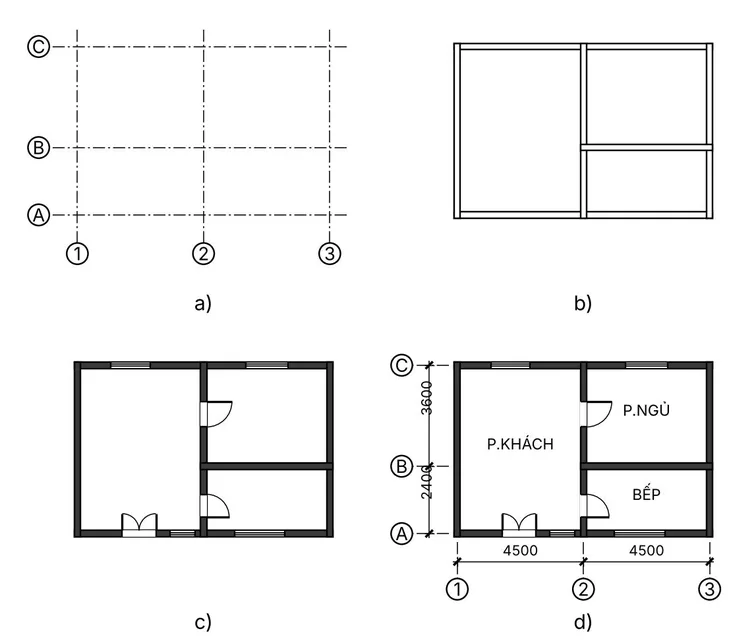 C
B
A
1 2 3
a)
b)
c)
C
3600
P.NGỦ
P.KHÁCH
B
2400
BẾP
A
4500 4500
1 2 3
d)